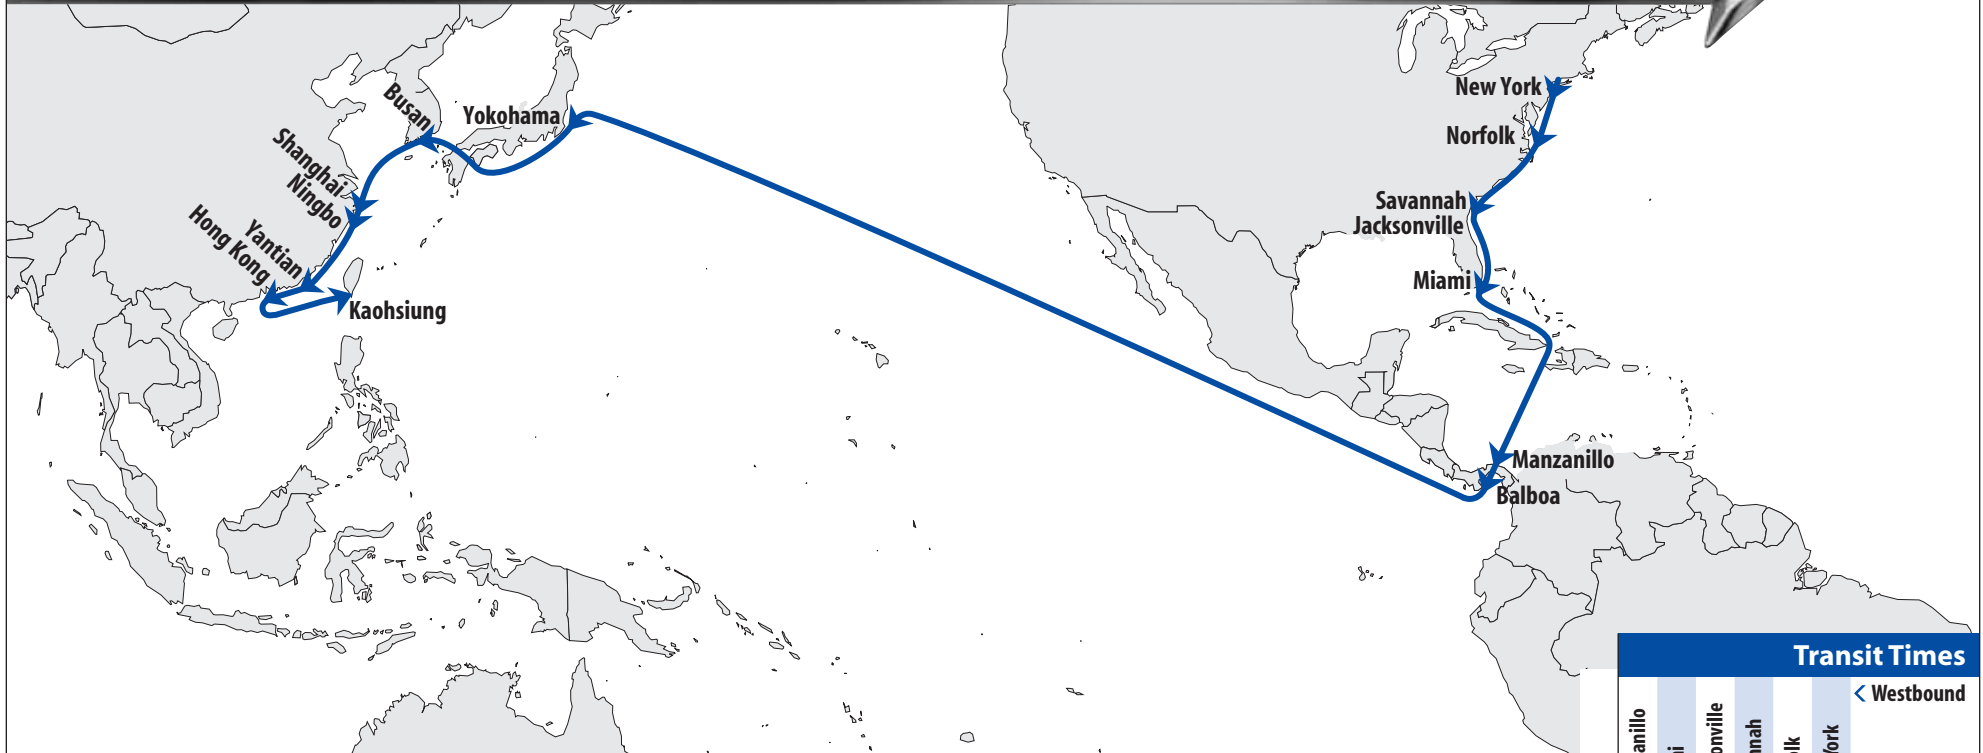 New York
Norfolk
Savannah
Jacksonville
Miami
Manzanillo
Balboa
Yokohama
Busan
Shanghai
Ningbo
Yantian
Hong Kong
Kaohsiung
Transit Times
< Westbound